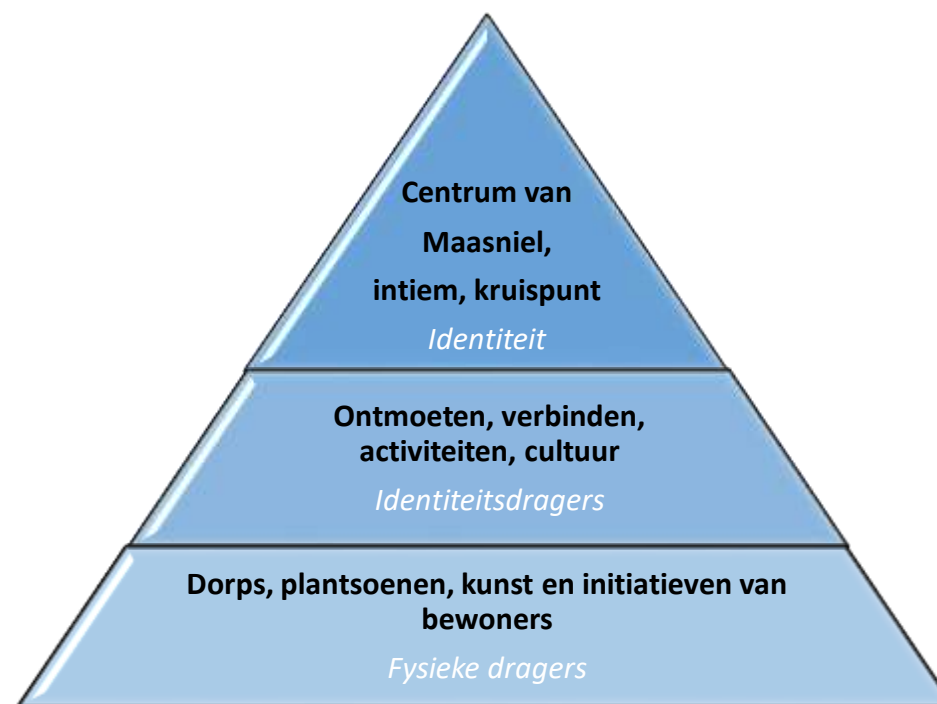 Centrum van
Maasniel,
intiem, kruispunt
Identiteit
Ontmoeten, verbinden,
activiteiten, cultuur
Identiteitsdragers
Dorps, plantsoenen, kunst en initiatieven van
bewoners
Fysieke dragers